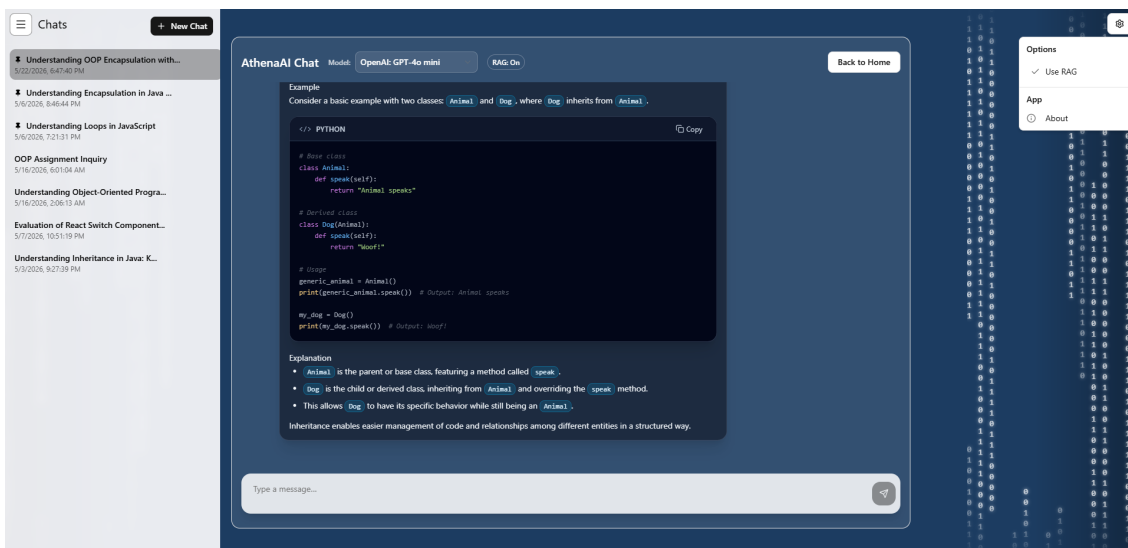 Chats
+ New Chat
Understanding OOP Encapsulation with...
5/22/2026, 6:47:40 PM
Understanding Encapsulation in Java ...
5/6/2026, 8:46:44 PM
Understanding Loops in JavaScript
5/6/2026, 7:21:31 PM
OOP Assignment Inquiry
5/16/2026, 6:01:04 AM
Understanding Object-Oriented Progra...
5/16/2026, 2:06:13 AM
Evaluation of React Switch Component...
5/7/2026, 10:51:19 PM
Understanding Inheritance in Java: K...
5/3/2026, 9:27:39 PM
AthenaAI Chat Model: OpenAI: GPT-4o mini RAG: On Back to Home
Example
Consider a basic example with two classes: Animal and Dog , where Dog inherits from Animal .
</> PYTHON Copy
# Base class
class Animal:
    def speak(self):
        return "Animal speaks"
# Derived class
class Dog(Animal):
    def speak(self):
        return "Woof!"
# Usage
generic_animal = Animal()
print(generic_animal.speak())  # Output: Animal speaks
my_dog = Dog()
print(my_dog.speak())  # Output: Woof!
Explanation
• Animal is the parent or base class, featuring a method called speak .
• Dog is the child or derived class, inheriting from Animal and overriding the speak method.
• This allows Dog to have its specific behavior while still being an Animal .
Inheritance enables easier management of code and relationships among different entities in a structured way.
Type a message...
Options
Use RAG
App
About